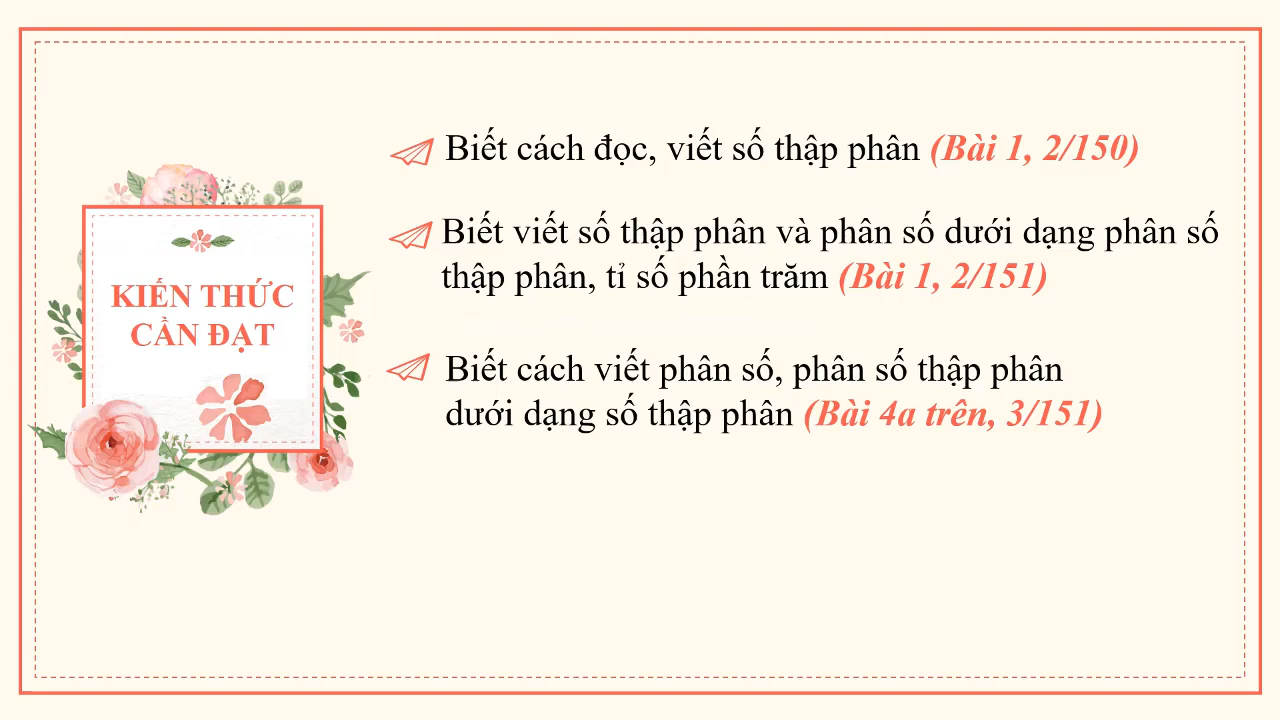 KIẾN THỨC
CẦN ĐẠT
Biết cách đọc, viết số thập phân (Bài 1, 2/150)
Biết viết số thập phân và phân số dưới dạng phân số
thập phân, tỉ số phần trăm (Bài 1, 2/151)
Biết cách viết phân số, phân số thập phân
dưới dạng số thập phân (Bài 4a trên, 3/151)